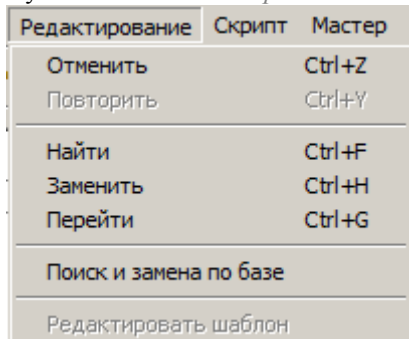 Редактирование Скрипт Мастер
Отменить Ctrl+Z
Повторить Ctrl+Y
Найти Ctrl+F
Заменить Ctrl+H
Перейти Ctrl+G
Поиск и замена по базе
Редактировать шаблон